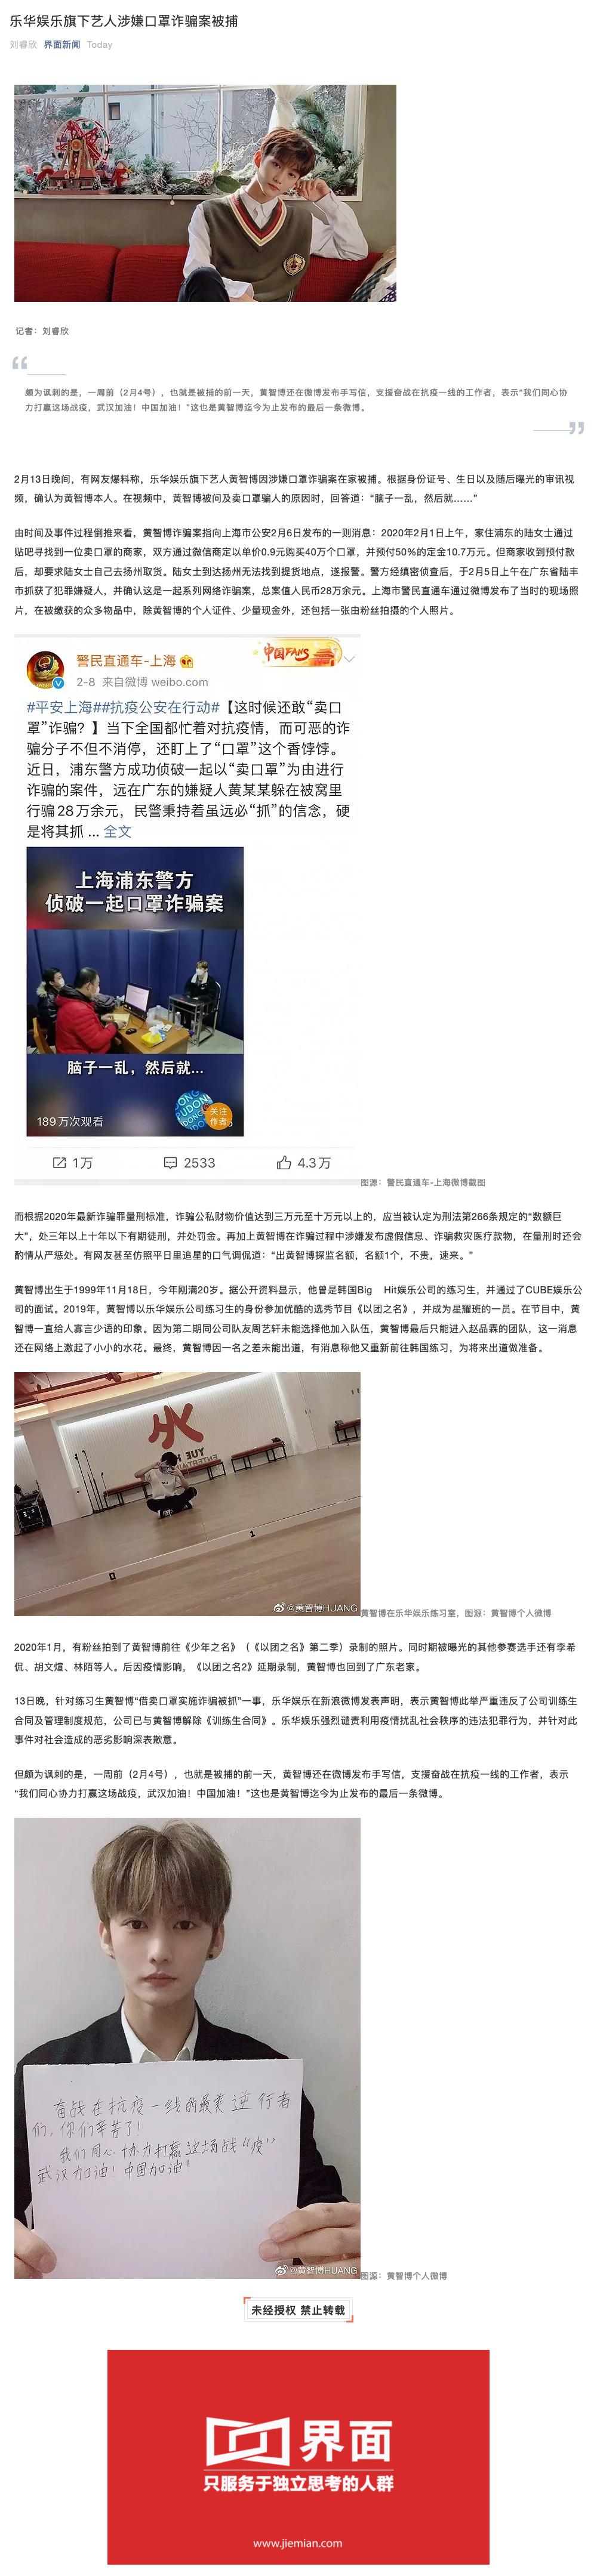 乐华娱乐旗下艺人涉嫌口罩诈骗案被捕
刘睿欣 界面新闻 Today
记者：刘睿欣
颇为讽刺的是，一周前（2月4号），也就是被捕的前一天，黄智博还在微博发布手写信，支援奋战在抗疫一线的工作者，表示“我们同心协
力打赢这场战疫，武汉加油！中国加油！”这也是黄智博迄今为止发布的最后一条微博。
2月13日晚间，有网友爆料称，乐华娱乐旗下艺人黄智博因涉嫌口罩诈骗案在家被捕。根据身份证号、生日以及随后曝光的审讯视
频，确认为黄智博本人。在视频中，黄智博被问及卖口罩骗人的原因时，回答道：“脑子一乱，然后就……”
由时间及事件过程倒推来看，黄智博诈骗案指向上海市公安2月6日发布的一则消息：2020年2月1日上午，家住浦东的陆女士通过
贴吧寻找到一位卖口罩的商家，双方通过微信商定以单价0.9元购买40万个口罩，并预付50%的定金10.7万元。但商家收到预付款
后，却要求陆女士自己去扬州取货。陆女士到达扬州无法找到提货地点，遂报警。警方经缜密侦查后，于2月5日上午在广东省陆丰
市抓获了犯罪嫌疑人，并确认这是一起系列网络诈骗案，总案值人民币28万余元。上海市警民直通车通过微博发布了当时的现场照
片，在被缴获的众多物品中，除黄智博的个人证件、少量现金外，还包括一张由粉丝拍摄的个人照片。
警民直通车-上海
中国FANS
2-8 来自微博 weibo.com
#平安上海##抗疫公安在行动#【这时候还敢“卖口
罩”诈骗？】当下全国都忙着对抗疫情，而可恶的诈
骗分子不但不消停，还盯上了“口罩”这个香饽饽。
近日，浦东警方成功侦破一起以“卖口罩”为由进行
诈骗的案件，远在广东的嫌疑人黄某某躲在被窝里
行骗28万余元，民警秉持着虽远必“抓”的信念，硬
是将其抓 ... 全文
上海浦东警方
侦破一起口罩诈骗案
脑子一乱，然后就...
189万次观看
关注
作者
1万 2533 4.3万
图源：警民直通车-上海微博截图
而根据2020年最新诈骗罪量刑标准，诈骗公私财物价值达到三万元至十万元以上的，应当被认定为刑法第266条规定的“数额巨
大”，处三年以上十年以下有期徒刑，并处罚金。再加上黄智博在诈骗过程中涉嫌发布虚假信息、诈骗救灾医疗款物，在量刑时还会
酌情从严惩处。有网友甚至仿照平日里追星的口气调侃道：“出黄智博探监名额，名额1个，不贵，速来。”
黄智博出生于1999年11月18日，今年刚满20岁。据公开资料显示，他曾是韩国Big Hit娱乐公司的练习生，并通过了CUBE娱乐公
司的面试。2019年，黄智博以乐华娱乐公司练习生的身份参加优酷的选秀节目《以团之名》，并成为星耀班的一员。在节目中，黄
智博一直给人寡言少语的印象。因为第二期同公司队友周艺轩未能选择他加入队伍，黄智博最后只能进入赵品霖的团队，这一消息
还在网络上激起了小小的水花。最终，黄智博因一名之差未能出道，有消息称他又重新前往韩国练习，为将来出道做准备。
@黄智博HUANG
黄智博在乐华娱乐练习室，图源：黄智博个人微博
2020年1月，有粉丝拍到了黄智博前往《少年之名》（《以团之名》第二季）录制的照片。同时期被曝光的其他参赛选手还有李希
侃、胡文煊、林陌等人。后因疫情影响，《以团之名2》延期录制，黄智博也回到了广东老家。
13日晚，针对练习生黄智博“借卖口罩实施诈骗被抓”一事，乐华娱乐在新浪微博发表声明，表示黄智博此举严重违反了公司训练生
合同及管理制度规范，公司已与黄智博解除《训练生合同》。乐华娱乐强烈谴责利用疫情扰乱社会秩序的违法犯罪行为，并针对此
事件对社会造成的恶劣影响深表歉意。
但颇为讽刺的是，一周前（2月4号），也就是被捕的前一天，黄智博还在微博发布手写信，支援奋战在抗疫一线的工作者，表示
“我们同心协力打赢这场战疫，武汉加油！中国加油！”这也是黄智博迄今为止发布的最后一条微博。
奋战在抗疫一线的最美逆行者
们，你们辛苦了！
我们同心协力打赢这场战“疫”
武汉加油！中国加油！
@黄智博HUANG
图源：黄智博个人微博
未经授权 禁止转载
界面
只服务于独立思考的人群
www.jiemian.com